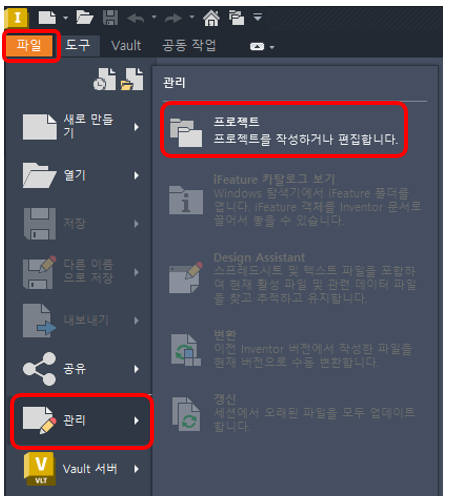 I
파일 도구 Vault 공동 작업
새로 만들
기
열기
저장
다른 이름
으로 저장
내보내기
공유
관리
V
VLT
Vault 서버
관리
프로젝트
프로젝트를 작성하거나 편집합니다.
iFeature 카탈로그 보기
Windows 탐색기에서 iFeature 폴더를
엽니다. iFeature 객체를 Inventor 문서로
끌어서 놓을 수 있습니다.
Design Assistant
스프레드시트 및 텍스트 파일을 포함하
여 현재 활성 파일 및 관련 데이터 파일
을 찾고 추적하고 유지합니다.
변환
이전 Inventor 버전에서 작성한 파일을
현재 버전으로 수동 변환합니다.
갱신
세션에서 오래된 파일을 모두 업데이트
합니다.